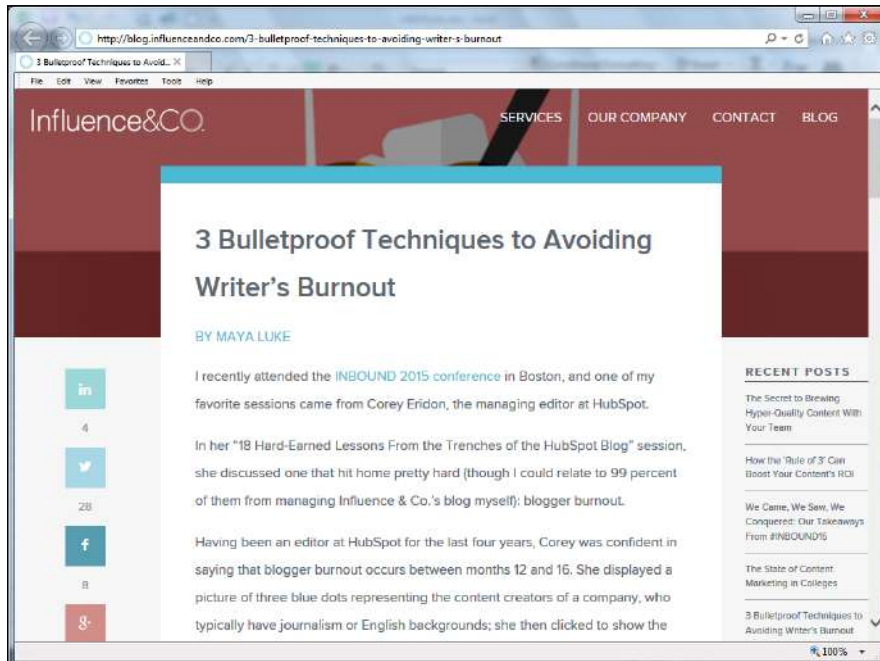 http://blog.influenceandco.com/3-bulletproof-techniques-to-avoiding-writer-s-burnout
3 Bulletproof Techniques to Avoid...
File Edit View Favorites Tools Help
Influence&CO.
SERVICES OUR COMPANY CONTACT BLOG
3 Bulletproof Techniques to Avoiding
Writer's Burnout
BY MAYA LUKE
I recently attended the INBOUND 2015 conference in Boston, and one of my
favorite sessions came from Corey Eridon, the managing editor at HubSpot.
In her "18 Hard-Earned Lessons From the Trenches of the HubSpot Blog" session,
she discussed one that hit home pretty hard (though I could relate to 99 percent
of them from managing Influence & Co.'s blog myself): blogger burnout.
Having been an editor at HubSpot for the last four years, Corey was confident in
saying that blogger burnout occurs between months 12 and 16. She displayed a
picture of three blue dots representing the content creators of a company, who
typically have journalism or English backgrounds; she then clicked to show the
in
4
28
f
8
g+
RECENT POSTS
The Secret to Brewing
Hyper-Quality Content With
Your Team
How the 'Rule of 3' Can
Boost Your Content's ROI
We Came, We Saw, We
Conquered: Our Takeaways
From #INBOUND15
The State of Content
Marketing in Colleges
3 Bulletproof Techniques to
Avoiding Writer's Burnout
100%